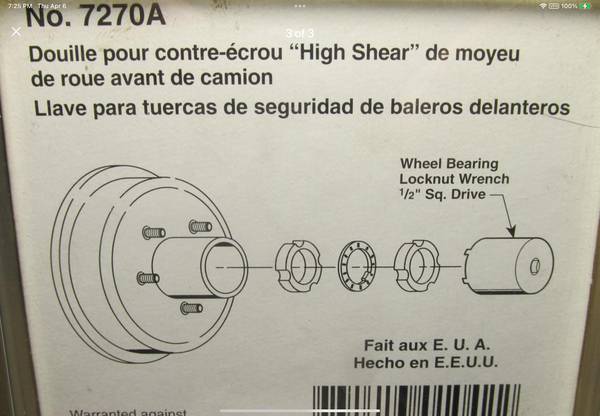 7:25 PM Thu Apr 6
100%
No. 7270A
3 of 3
Douille pour contre-écrou “High Shear” de moyeu
de roue avant de camion
Llave para tuercas de seguridad de baleros delanteros
Wheel Bearing
Locknut Wrench
1/2" Sq. Drive
Fait aux E. U. A.
Hecho en E.E.U.U.
Warranted against